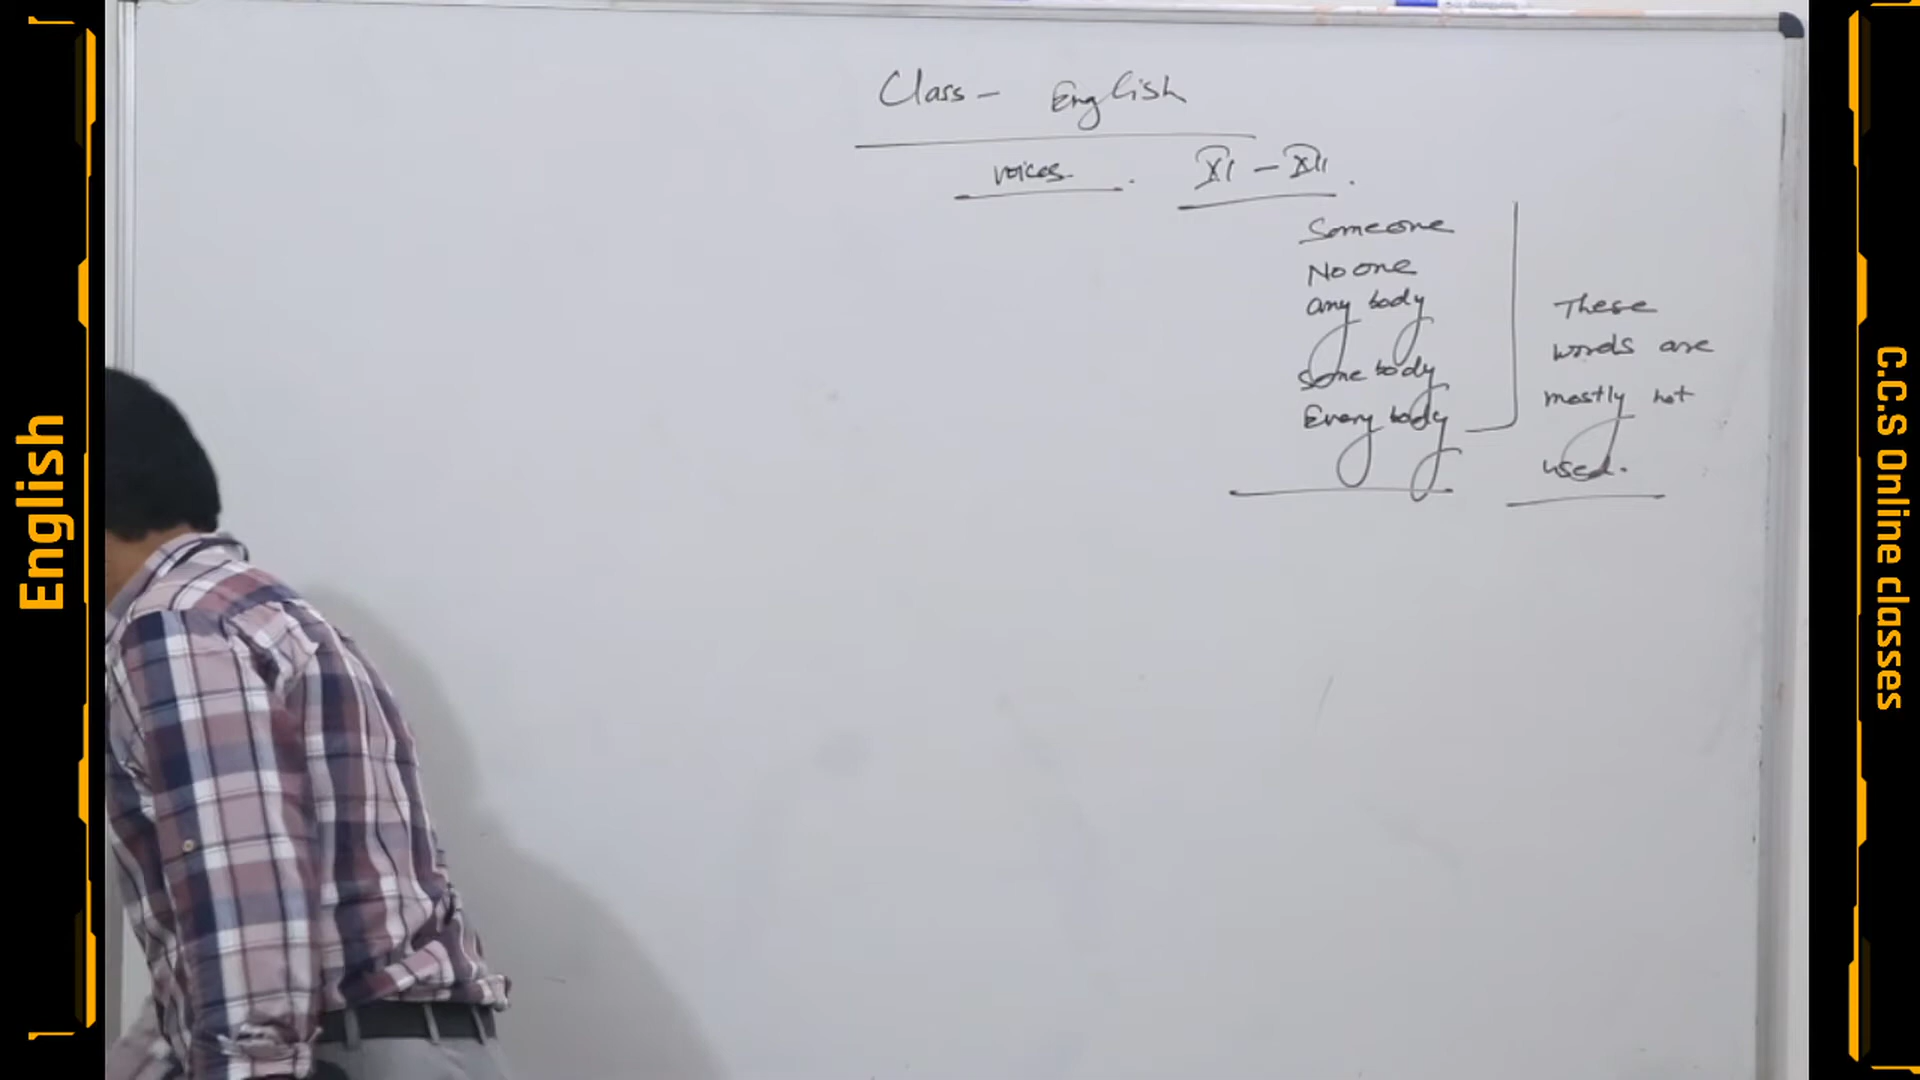 English
Class - English
voices. XI - XII.
Someone
No one
any body
Some body
Every body
These
words are
mostly not
used.
C.C.S Online classes